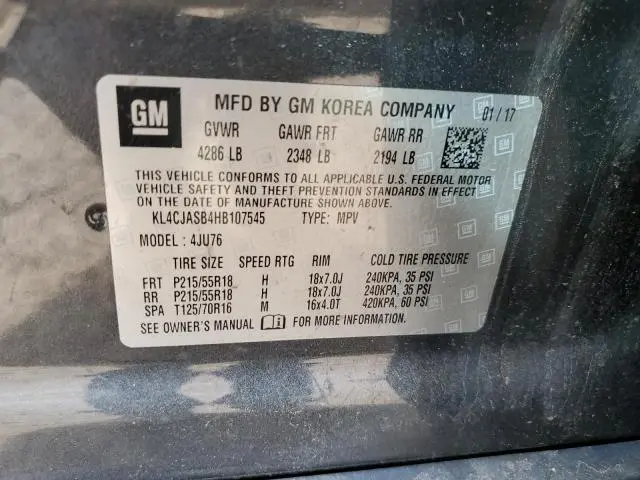 GM
MFD BY GM KOREA COMPANY 01/17
GVWR GAWR FRT GAWR RR
4286 LB 2348 LB 2194 LB
THIS VEHICLE CONFORMS TO ALL APPLICABLE U.S. FEDERAL MOTOR
VEHICLE SAFETY AND THEFT PREVENTION STANDARDS IN EFFECT
ON THE DATE OF MANUFACTURE SHOWN ABOVE.
KL4CJASB4HB107545 TYPE: MPV
MODEL : 4JU76
TIRE SIZE SPEED RTG RIM COLD TIRE PRESSURE
FRT P215/55R18 H 18x7.0J 240KPA, 35 PSI
RR P215/55R18 H 18x7.0J 240KPA, 35 PSI
SPA T125/70R16 M 16x4.0T 420KPA, 60 PSI
SEE OWNER'S MANUAL FOR MORE INFORMATION.